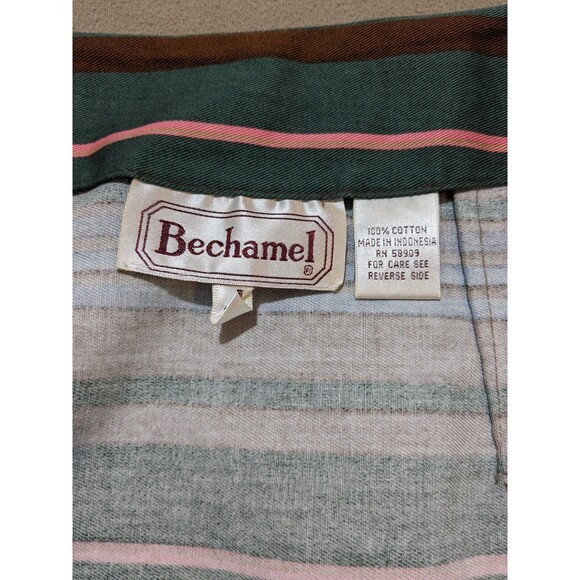 Bechamel®
100% COTTON
MADE IN INDONESIA
RN 58909
FOR CARE SEE
REVERSE SIDE